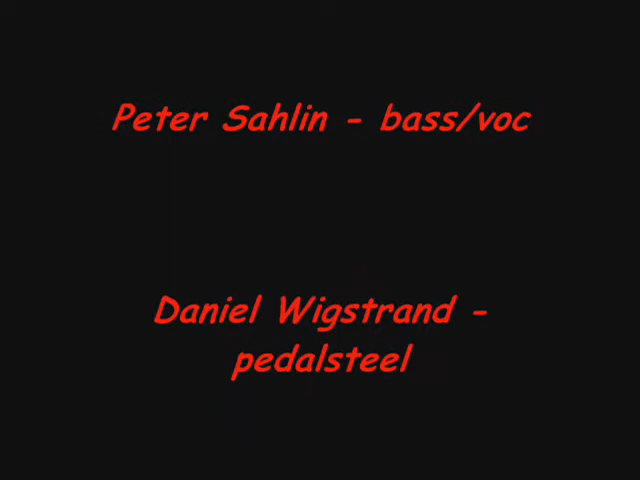 Peter Sahlin - bass/voc
Daniel Wigstrand -
pedalsteel